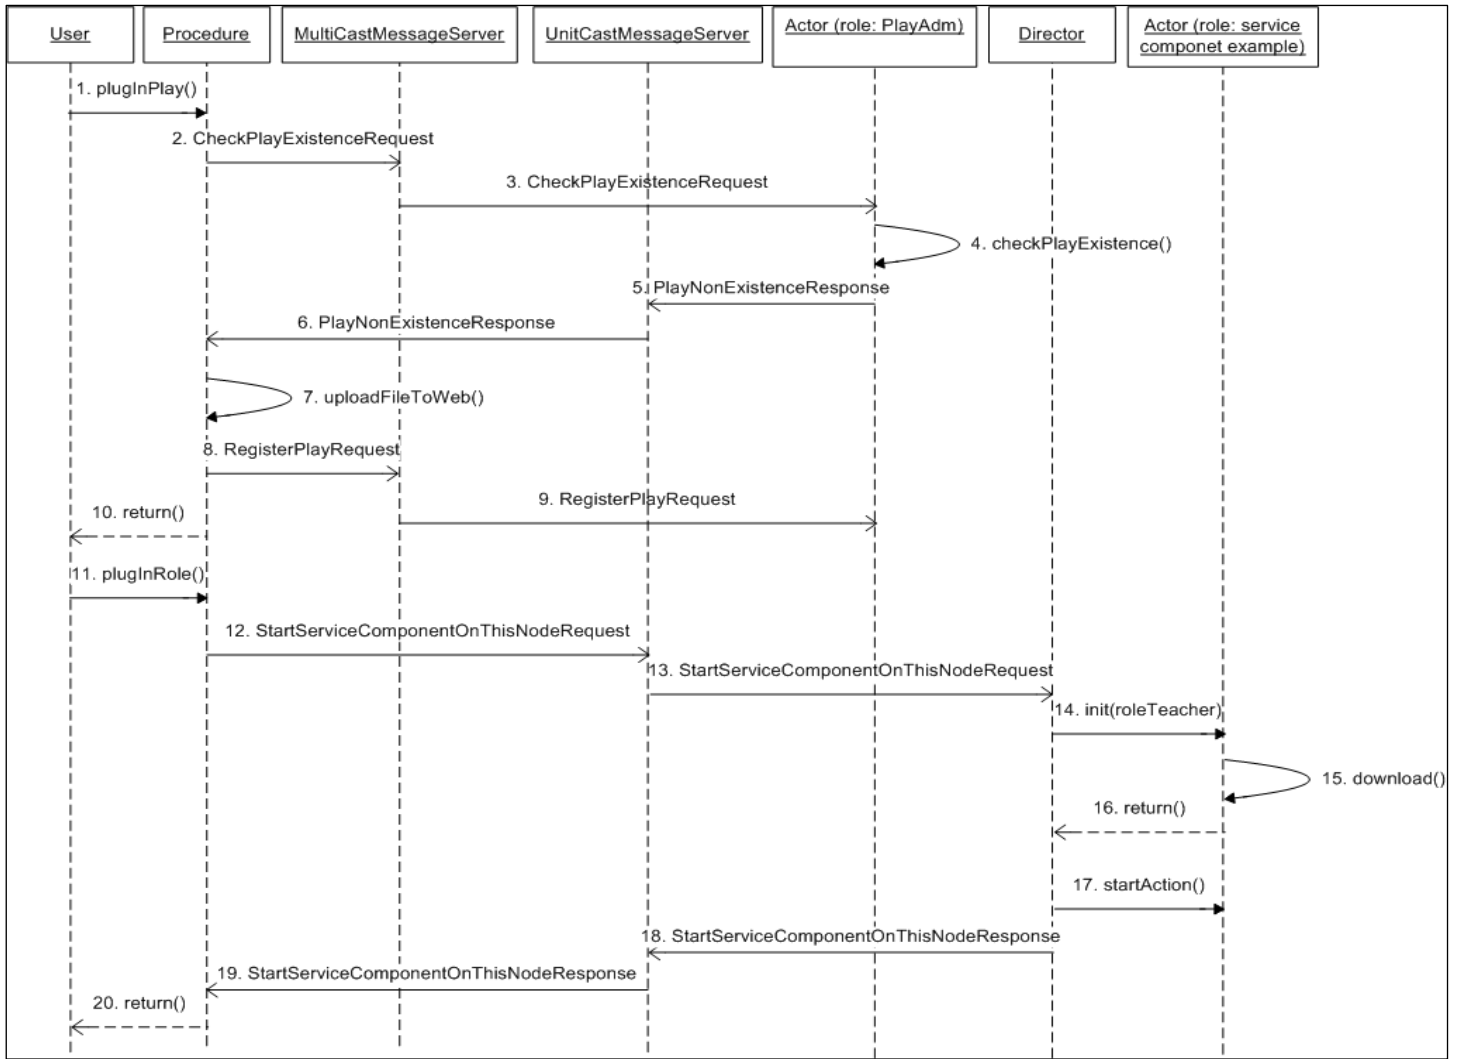 User
Procedure
MultiCastMessageServer
UnitCastMessageServer
Actor (role: PlayAdm)
Director
Actor (role: service
componet example)
1. plugInPlay()
2. CheckPlayExistenceRequest
3. CheckPlayExistenceRequest
4. checkPlayExistence()
5. PlayNonExistenceResponse
6. PlayNonExistenceResponse
7. uploadFileToWeb()
8. RegisterPlayRequest
9. RegisterPlayRequest
10. return()
11. plugInRole()
12. StartServiceComponentOnThisNodeRequest
13. StartServiceComponentOnThisNodeRequest
14. init(roleTeacher)
15. download()
16. return()
17. startAction()
18. StartServiceComponentOnThisNodeResponse
19. StartServiceComponentOnThisNodeResponse
20. return()